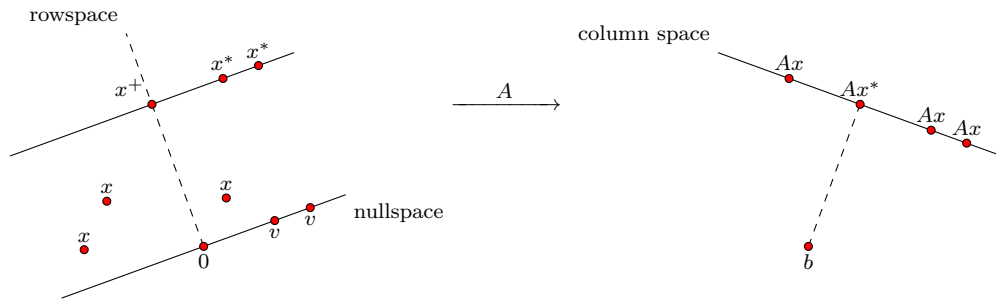 rowspace
x⁺
x*
x*
x
x
x
0
v
v
nullspace
A
column space
Ax
Ax*
Ax
Ax
b